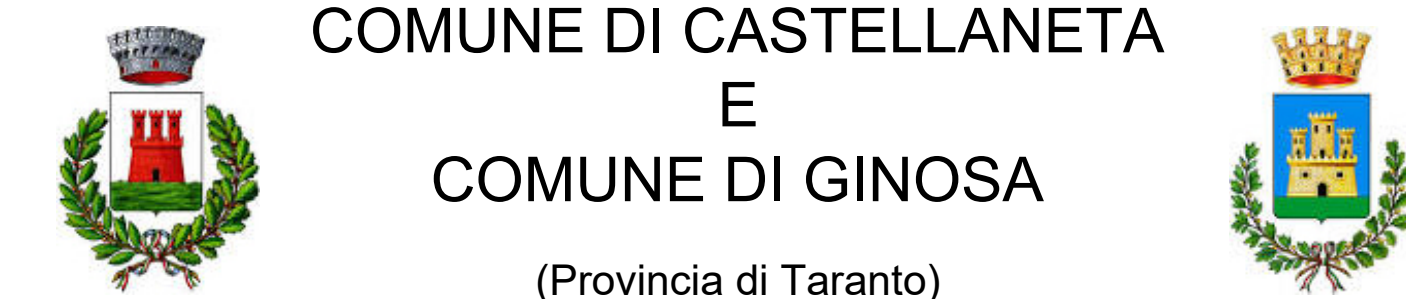 COMUNE DI CASTELLANETA
E
COMUNE DI GINOSA
(Provincia di Taranto)